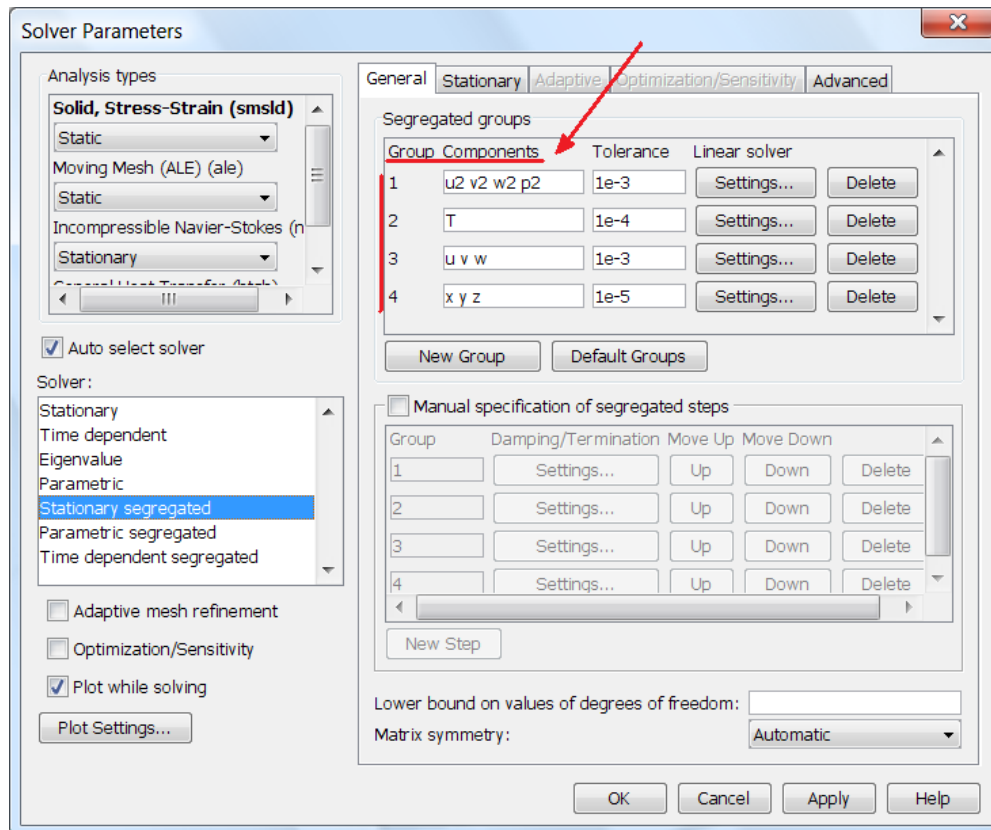 Solver Parameters
Analysis types
Solid, Stress-Strain (smsld)
Static
Moving Mesh (ALE) (ale)
Static
Incompressible Navier-Stokes (n
Stationary
Auto select solver
Solver:
Stationary
Time dependent
Eigenvalue
Parametric
Stationary segregated
Parametric segregated
Time dependent segregated
Adaptive mesh refinement
Optimization/Sensitivity
Plot while solving
Plot Settings...
General Stationary Adaptive Optimization/Sensitivity Advanced
Segregated groups
Group Components Tolerance Linear solver
1 u2 v2 w2 p2 1e-3 Settings... Delete
2 T 1e-4 Settings... Delete
3 u v w 1e-3 Settings... Delete
4 x y z 1e-5 Settings... Delete
New Group Default Groups
Manual specification of segregated steps
Group Damping/Termination Move Up Move Down
1 Settings... Up Down Delete
2 Settings... Up Down Delete
3 Settings... Up Down Delete
4 Settings... Up Down Delete
New Step
Lower bound on values of degrees of freedom:
Matrix symmetry: Automatic
OK Cancel Apply Help